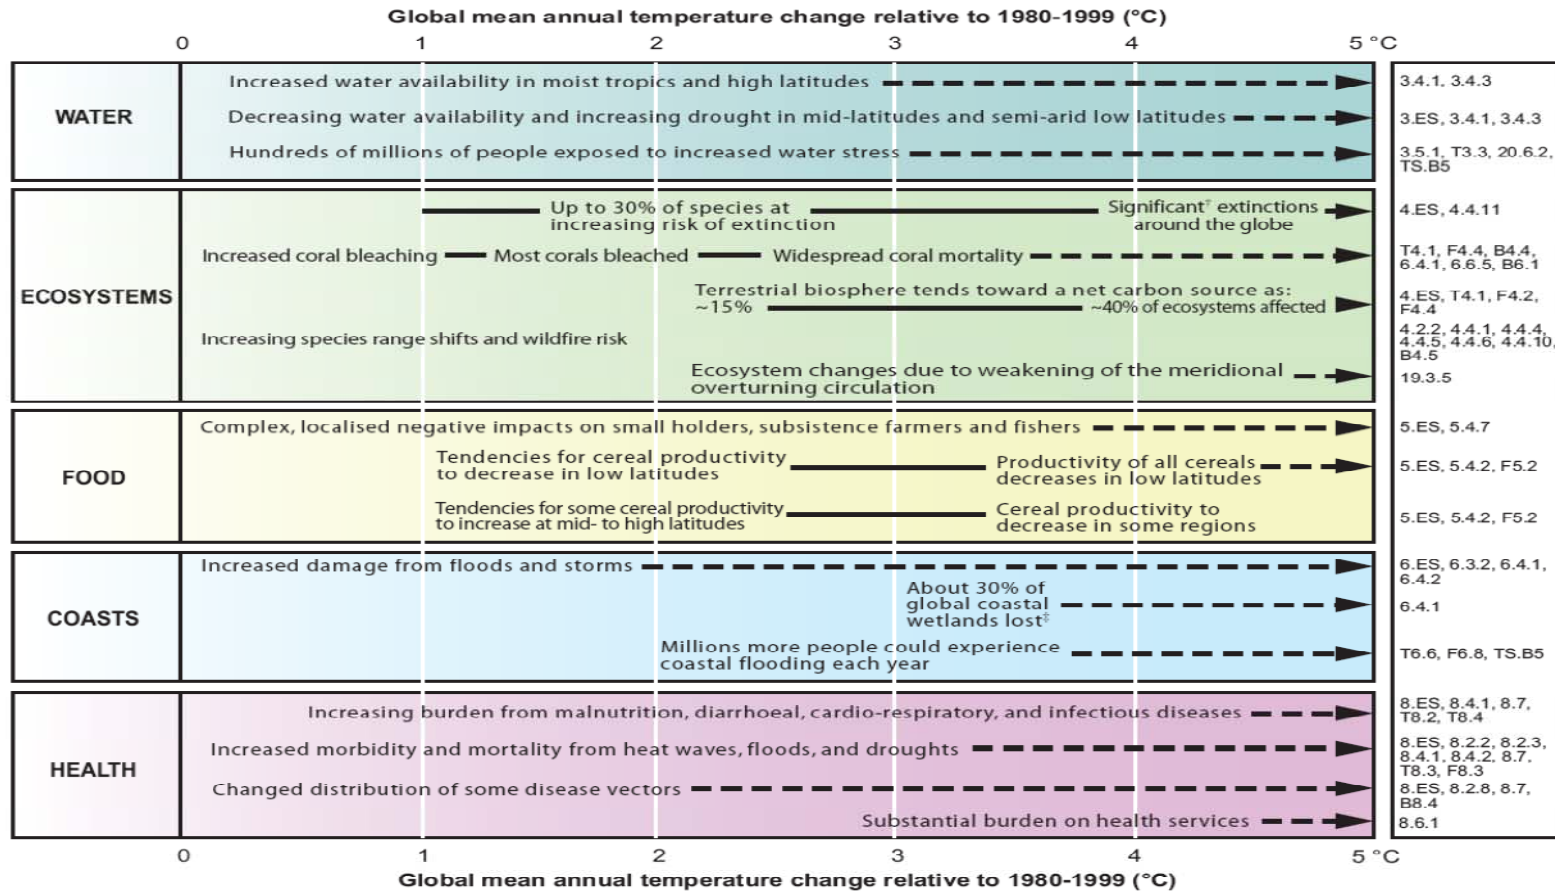 Global mean annual temperature change relative to 1980-1999 (°C)
0 1 2 3 4 5 °C
WATER
Increased water availability in moist tropics and high latitudes
3.4.1, 3.4.3
Decreasing water availability and increasing drought in mid-latitudes and semi-arid low latitudes
3.ES, 3.4.1, 3.4.3
Hundreds of millions of people exposed to increased water stress
3.5.1, T3.3, 20.6.2,
TS.B5
ECOSYSTEMS
Up to 30% of species at
increasing risk of extinction
Significant† extinctions
around the globe
4.ES, 4.4.11
Increased coral bleaching
Most corals bleached
Widespread coral mortality
T4.1, F4.4, B4.4,
6.4.1, 6.6.5, B6.1
Terrestrial biosphere tends toward a net carbon source as:
~15%
~40% of ecosystems affected
4.ES, T4.1, F4.2,
F4.4
Increasing species range shifts and wildfire risk
4.2.2, 4.4.1, 4.4.4,
4.4.5, 4.4.6, 4.4.10,
B4.5
Ecosystem changes due to weakening of the meridional
overturning circulation
19.3.5
FOOD
Complex, localised negative impacts on small holders, subsistence farmers and fishers
5.ES, 5.4.7
Tendencies for cereal productivity
to decrease in low latitudes
Productivity of all cereals
decreases in low latitudes
5.ES, 5.4.2, F5.2
Tendencies for some cereal productivity
to increase at mid- to high latitudes
Cereal productivity to
decrease in some regions
5.ES, 5.4.2, F5.2
COASTS
Increased damage from floods and storms
6.ES, 6.3.2, 6.4.1,
6.4.2
About 30% of
global coastal
wetlands lost‡
6.4.1
Millions more people could experience
coastal flooding each year
T6.6, F6.8, TS.B5
HEALTH
Increasing burden from malnutrition, diarrhoeal, cardio-respiratory, and infectious diseases
8.ES, 8.4.1, 8.7,
T8.2, T8.4
Increased morbidity and mortality from heat waves, floods, and droughts
8.ES, 8.2.2, 8.2.3,
8.4.1, 8.4.2, 8.7,
T8.3, F8.3
Changed distribution of some disease vectors
8.ES, 8.2.8, 8.7,
B8.4
Substantial burden on health services
8.6.1
0 1 2 3 4 5 °C
Global mean annual temperature change relative to 1980-1999 (°C)